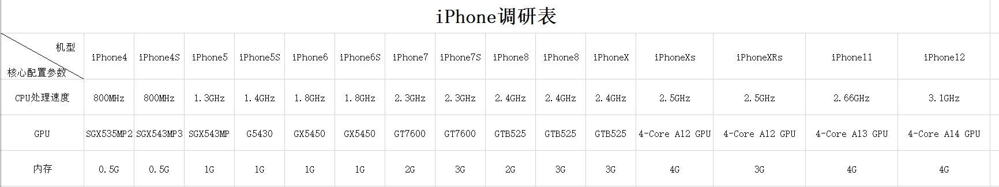 iPhone调研表
机型
核心配置参数
iPhone4 iPhone4S iPhone5 iPhone5S iPhone6 iPhone6S iPhone7 iPhone7S iPhone8 iPhone8 iPhoneX iPhoneXs iPhoneXRs iPhone11 iPhone12
CPU处理速度 800MHz 800MHz 1.3GHz 1.4GHz 1.8GHz 1.8GHz 2.3GHz 2.3GHz 2.4GHz 2.4GHz 2.4GHz 2.5GHz 2.5GHz 2.66GHz 3.1GHz
GPU SGX535MP2 SGX543MP3 SGX543MP G5430 GX5450 GX5450 GT7600 GT7600 GTB525 GTB525 GTB525 4-Core A12 GPU 4-Core A12 GPU 4-Core A13 GPU 4-Core A14 GPU
内存 0.5G 0.5G 1G 1G 1G 1G 2G 3G 2G 3G 3G 4G 3G 4G 4G